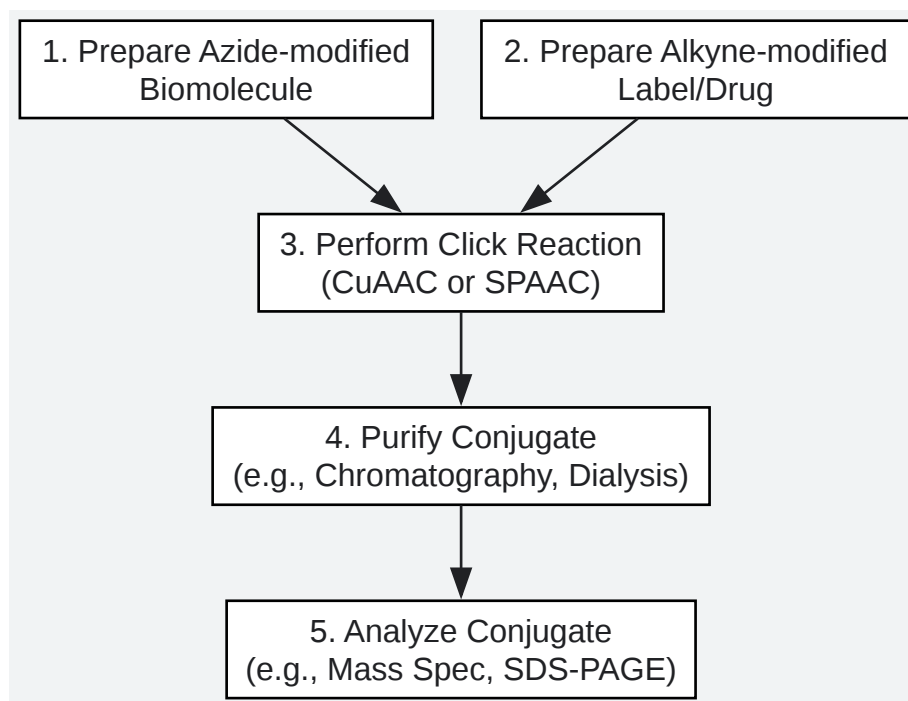 1. Prepare Azide-modified
Biomolecule
2. Prepare Alkyne-modified
Label/Drug
3. Perform Click Reaction
(CuAAC or SPAAC)
4. Purify Conjugate
(e.g., Chromatography, Dialysis)
5. Analyze Conjugate
(e.g., Mass Spec, SDS-PAGE)